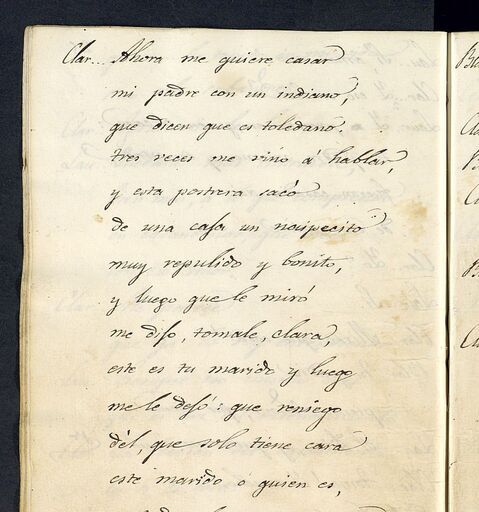 Clar... Ahora me quiere casar
mi padre con un indiano,
que dicen que es toledano:
tres veces me vino á hablar,
y esta postrera sacó
de una caja un naipecito
muy repulido y bonito,
y luego que le miró
me dijo, tomale, clara,
este es tu marido y luego
me le dejó: que reniego
dél, que solo tiene cara
este marido ó quien es,